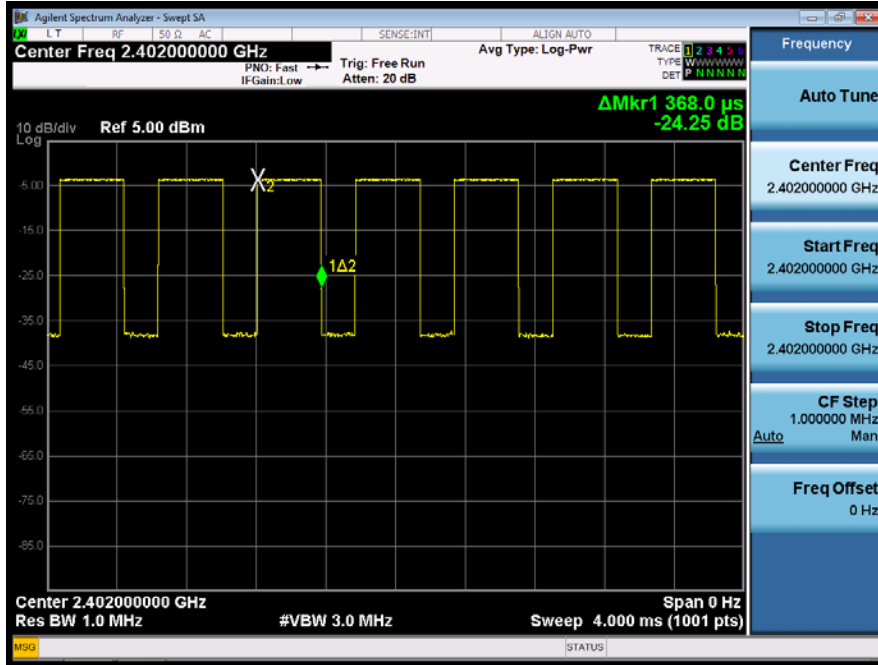 Agilent Spectrum Analyzer - Swept SA
LT RF 50 Ω AC SENSE:INT ALIGN AUTO
Center Freq 2.402000000 GHz
PNO: Fast
IFGain:Low
Trig: Free Run
Atten: 20 dB
Avg Type: Log-Pwr
TRACE 1 2 3 4 5 6
TYPE WWWWWW
DET P N N N N N
ΔMkr1 368.0 µs
-24.25 dB
10 dB/div Ref 5.00 dBm
Log
-5.00
-15.0
-25.0
-35.0
-45.0
-55.0
-65.0
-75.0
-85.0
X2
1Δ2
Center 2.402000000 GHz Span 0 Hz
Res BW 1.0 MHz #VBW 3.0 MHz Sweep 4.000 ms (1001 pts)
MSG STATUS
Frequency
Auto Tune
Center Freq
2.402000000 GHz
Start Freq
2.402000000 GHz
Stop Freq
2.402000000 GHz
CF Step
1.000000 MHz
Auto Man
Freq Offset
0 Hz